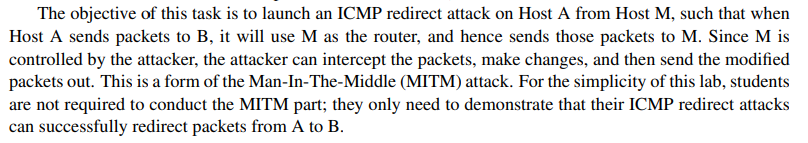 The objective of this task is to launch an ICMP redirect attack on Host A from Host M, such that when
Host A sends packets to B, it will use M as the router, and hence sends those packets to M. Since M is
controlled by the attacker, the attacker can intercept the packets, make changes, and then send the modified
packets out. This is a form of the Man-In-The-Middle (MITM) attack. For the simplicity of this lab, students
are not required to conduct the MITM part; they only need to demonstrate that their ICMP redirect attacks
can successfully redirect packets from A to B.